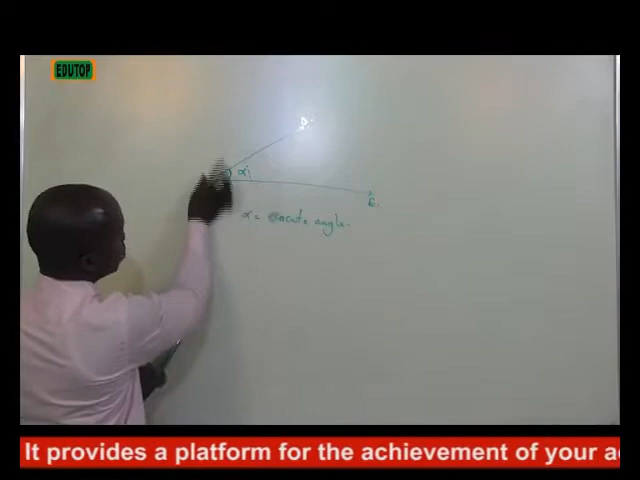 EDUTOP
D
α
E
α = acute angle.
It provides a platform for the achievement of your a